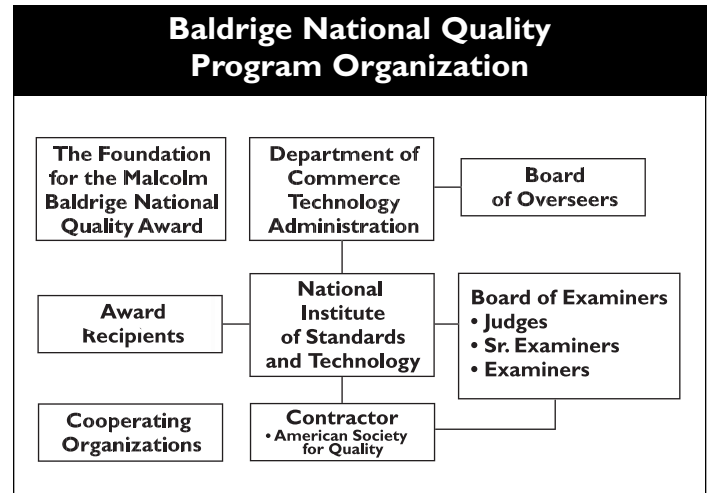 Baldrige National Quality
Program Organization
The Foundation
for the Malcolm
Baldrige National
Quality Award
Department of
Commerce
Technology
Administration
Board
of Overseers
Award
Recipients
National
Institute
of Standards
and Technology
Board of Examiners
• Judges
• Sr. Examiners
• Examiners
Cooperating
Organizations
Contractor
• American Society
for Quality